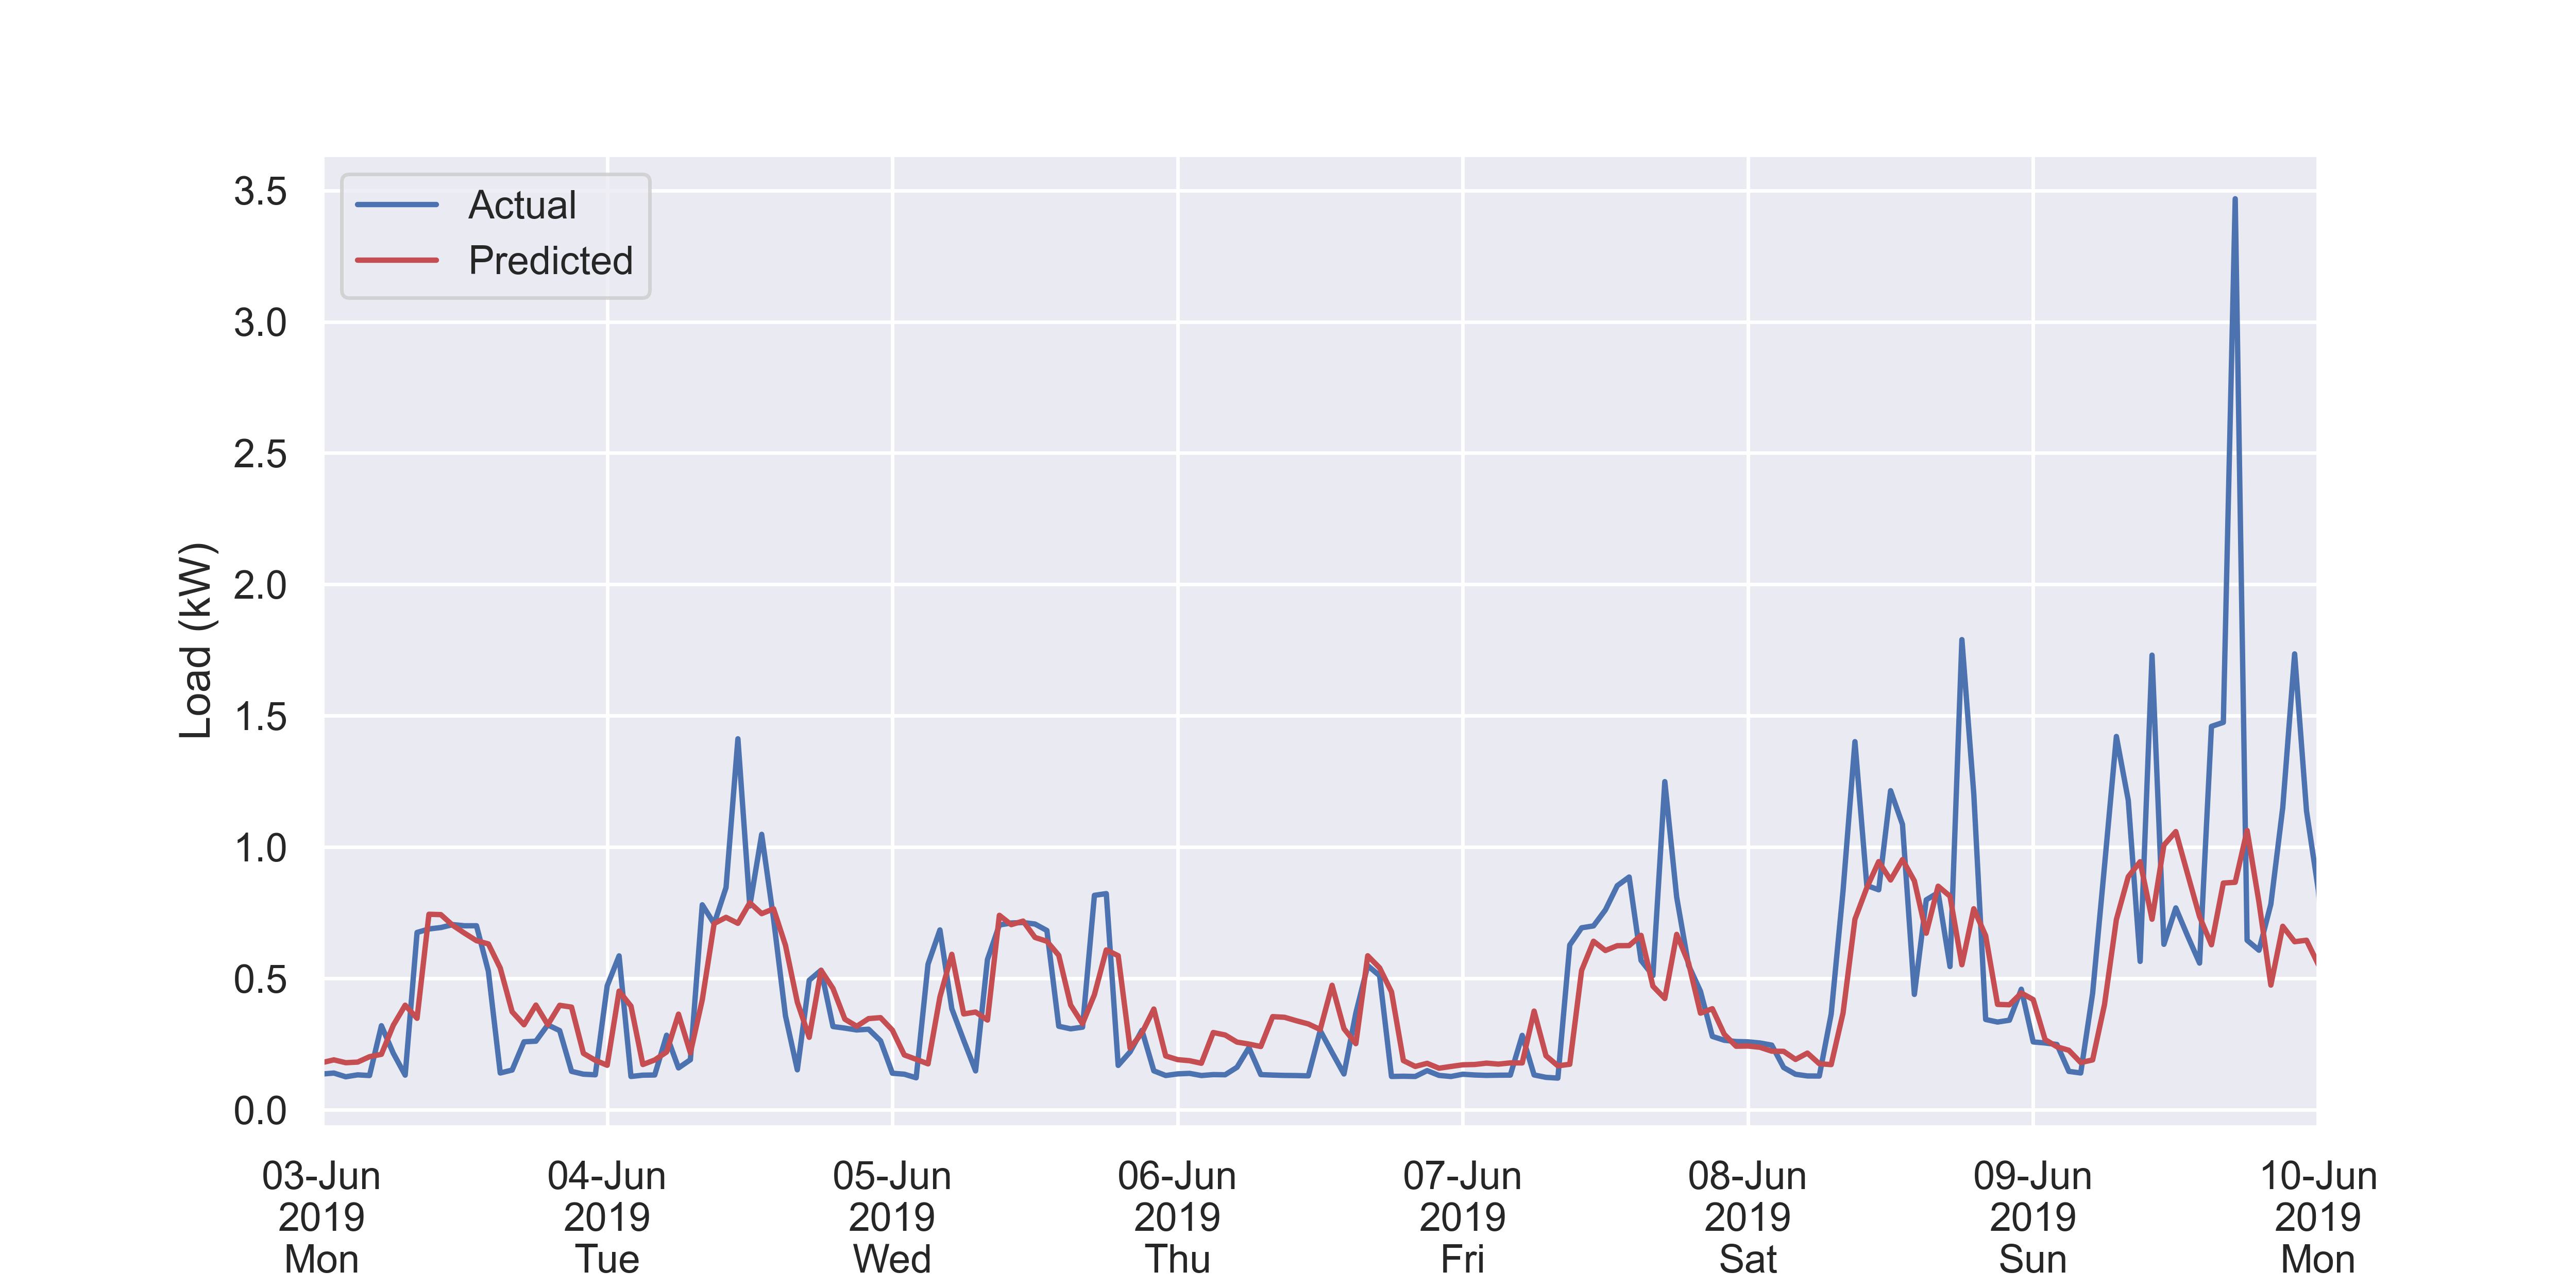 Actual
Predicted
3.5
3.0
2.5
2.0
1.5
1.0
0.5
0.0
Load (kW)
03-Jun 04-Jun 05-Jun 06-Jun 07-Jun 08-Jun 09-Jun 10-Jun
2019 2019 2019 2019 2019 2019 2019 2019
Mon Tue Wed Thu Fri Sat Sun Mon